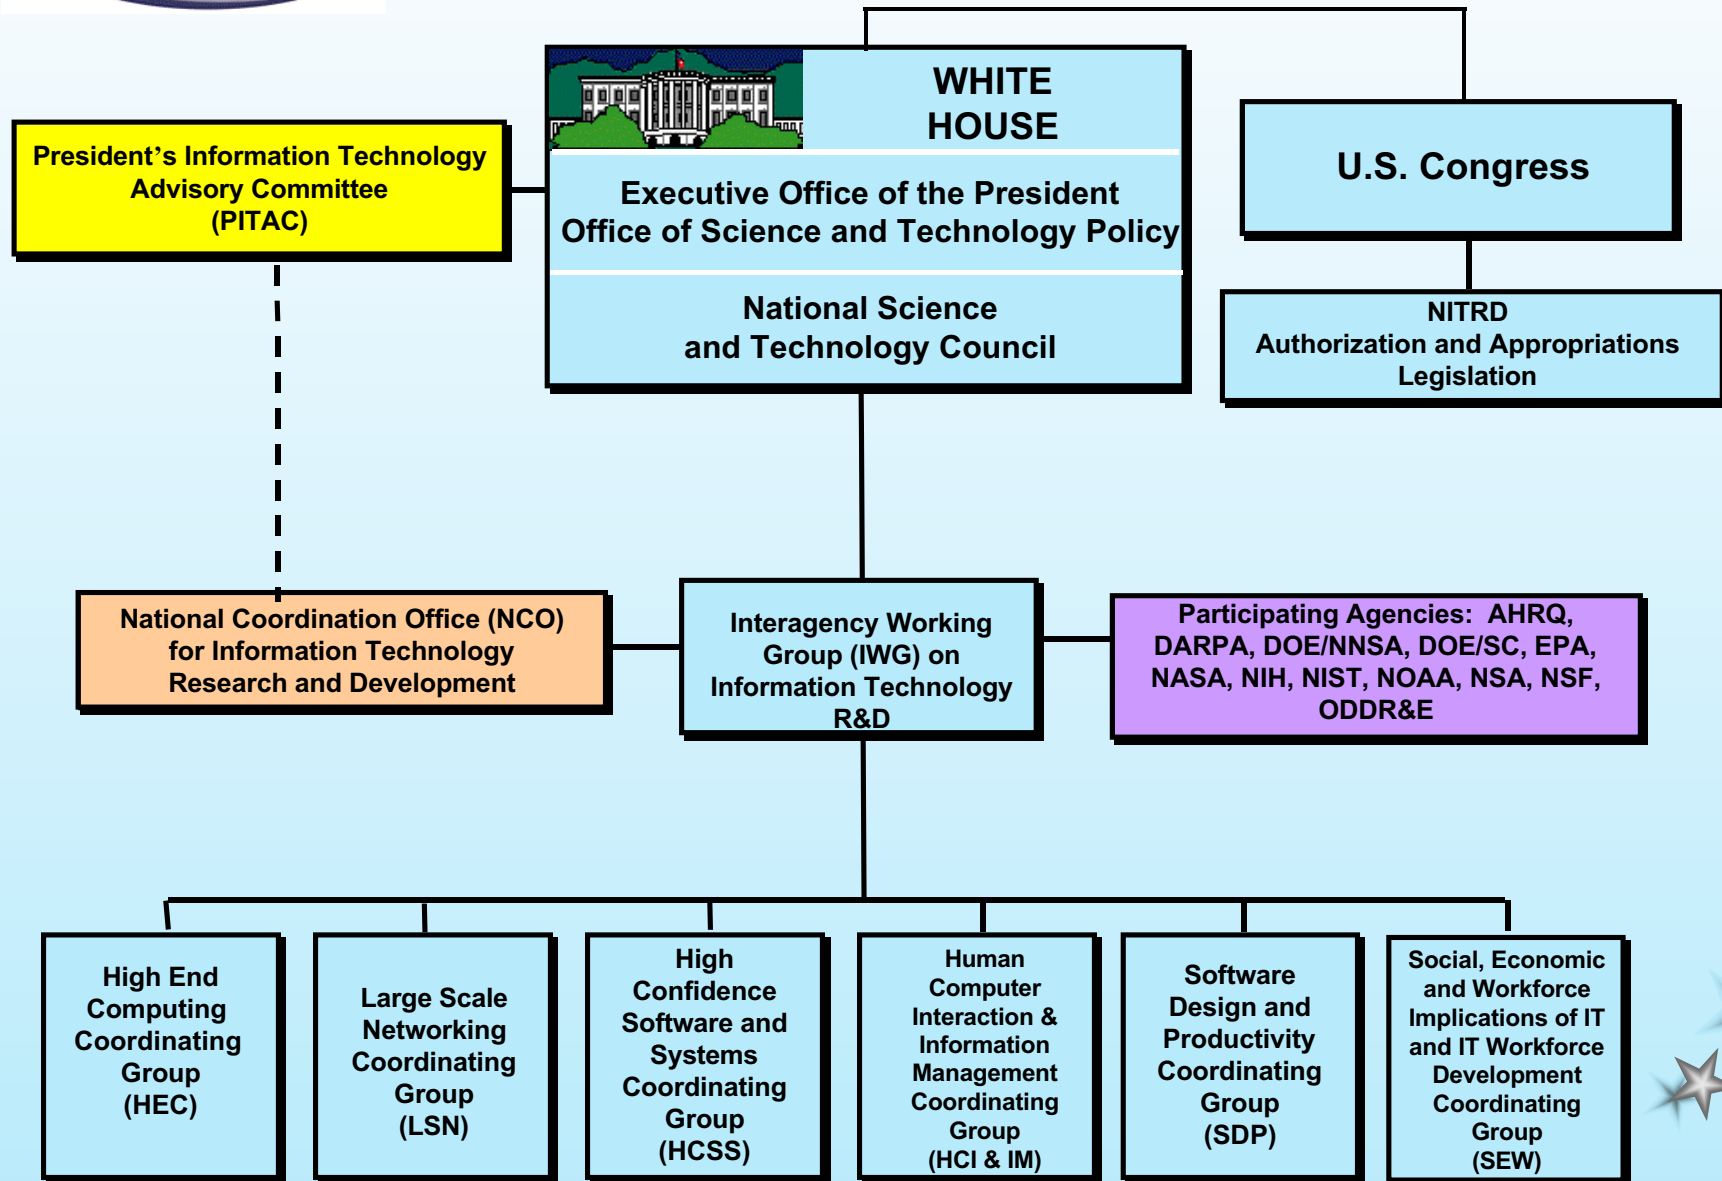 WHITE
HOUSE
Executive Office of the President
Office of Science and Technology Policy
National Science
and Technology Council
President’s Information Technology
Advisory Committee
(PITAC)
U.S. Congress
NITRD
Authorization and Appropriations
Legislation
National Coordination Office (NCO)
for Information Technology
Research and Development
Interagency Working
Group (IWG) on
Information Technology
R&D
Participating Agencies: AHRQ,
DARPA, DOE/NNSA, DOE/SC, EPA,
NASA, NIH, NIST, NOAA, NSA, NSF,
ODDR&E
High End
Computing
Coordinating
Group
(HEC)
Large Scale
Networking
Coordinating
Group
(LSN)
High
Confidence
Software and
Systems
Coordinating
Group
(HCSS)
Human
Computer
Interaction &
Information
Management
Coordinating
Group
(HCI & IM)
Software
Design and
Productivity
Coordinating
Group
(SDP)
Social, Economic
and Workforce
Implications of IT
and IT Workforce
Development
Coordinating
Group
(SEW)